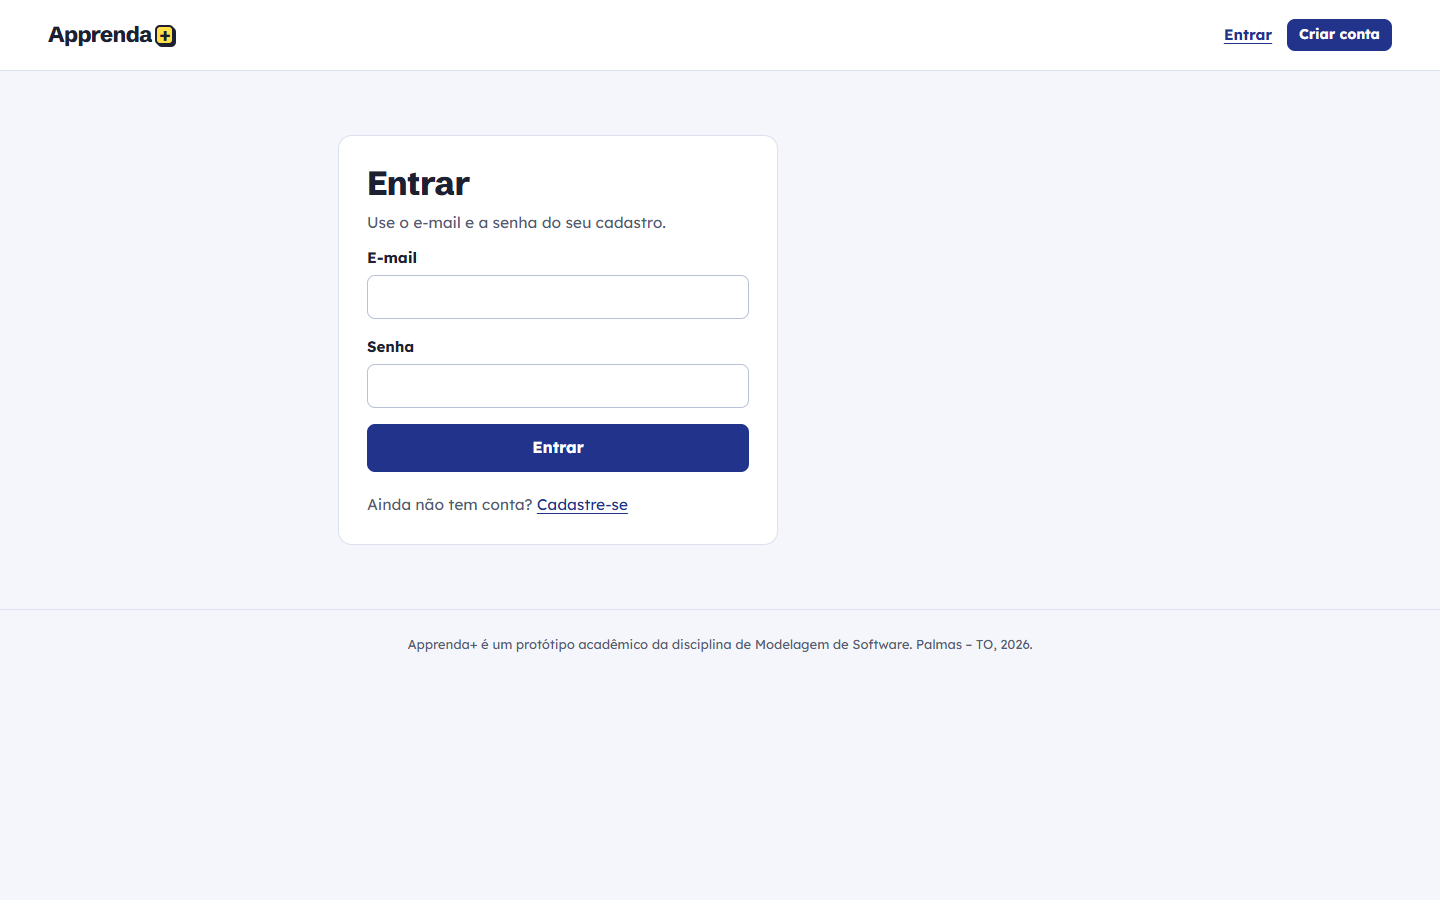 Apprenda+
Entrar
Criar conta
Entrar
Use o e-mail e a senha do seu cadastro.
E-mail
Senha
Entrar
Ainda não tem conta? Cadastre-se
Apprenda+ é um protótipo acadêmico da disciplina de Modelagem de Software. Palmas – TO, 2026.